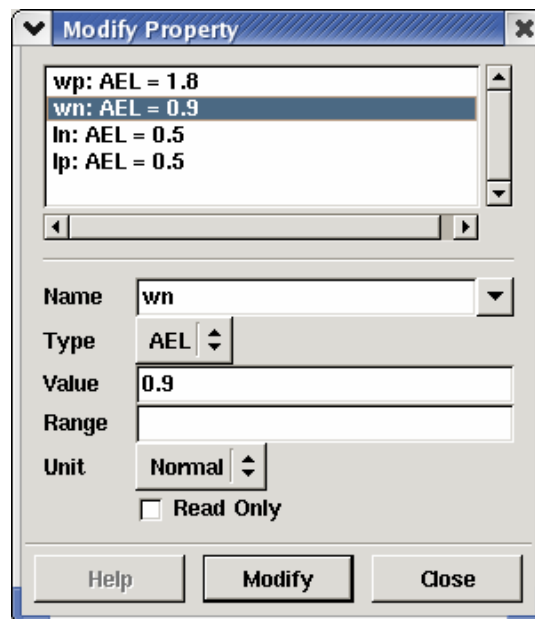 Modify Property
wp: AEL = 1.8
wn: AEL = 0.9
ln: AEL = 0.5
lp: AEL = 0.5
Name wn
Type AEL
Value 0.9
Range
Unit Normal
Read Only
Help Modify Close